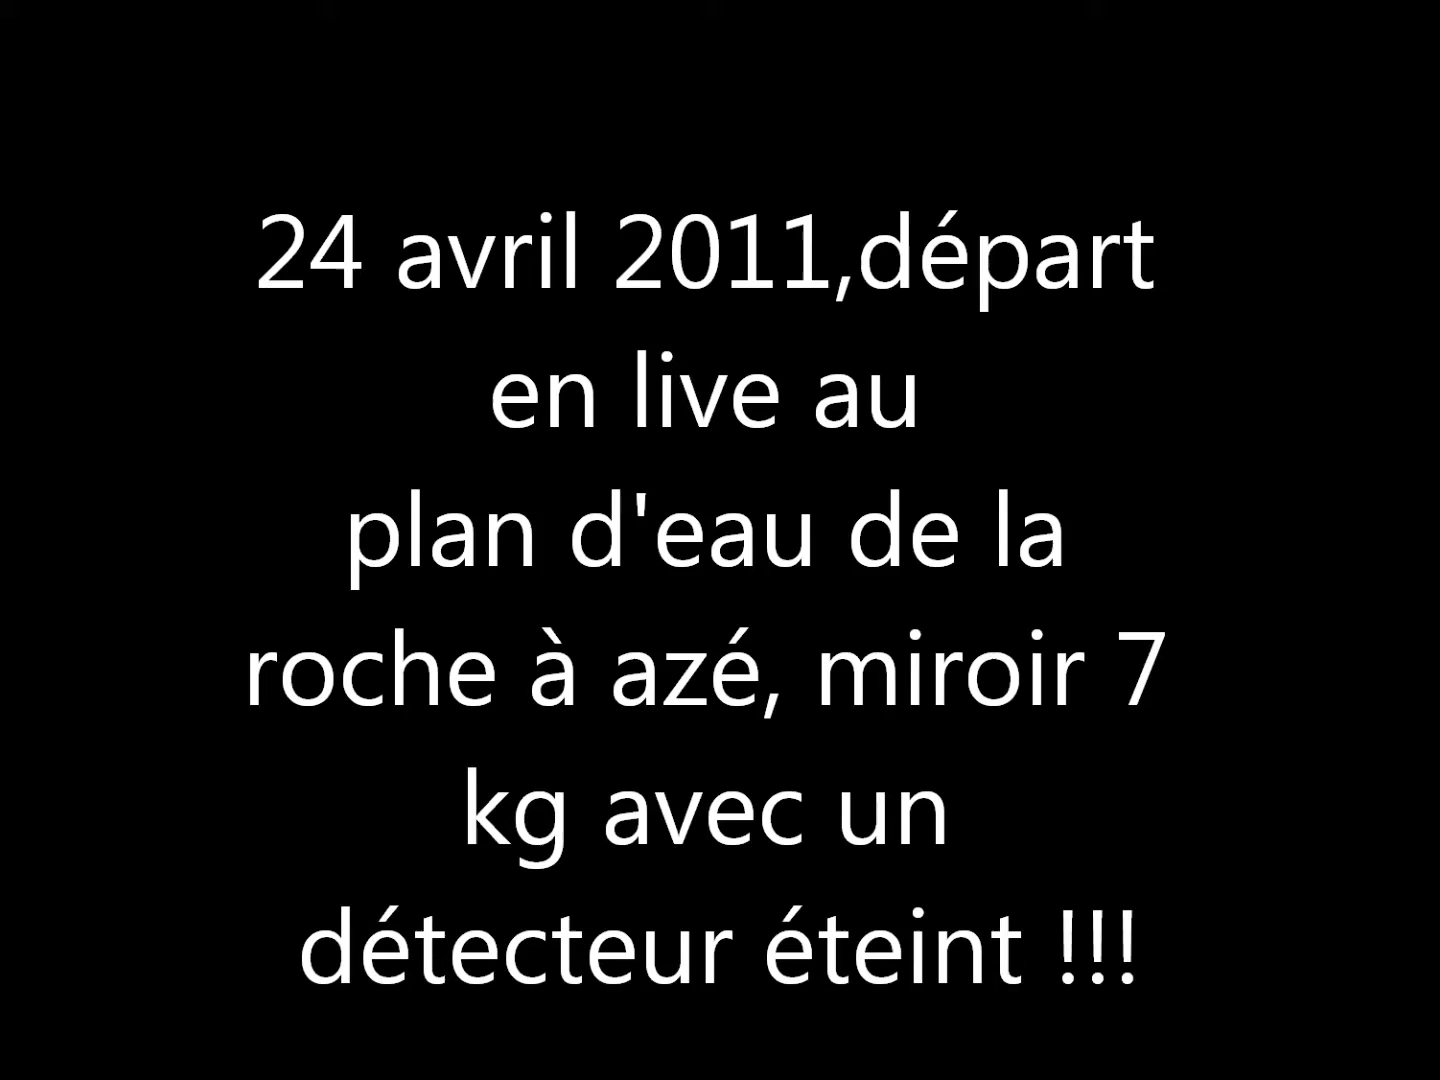 24 avril 2011,départ
en live au
plan d'eau de la
roche à azé, miroir 7
kg avec un
détecteur éteint !!!